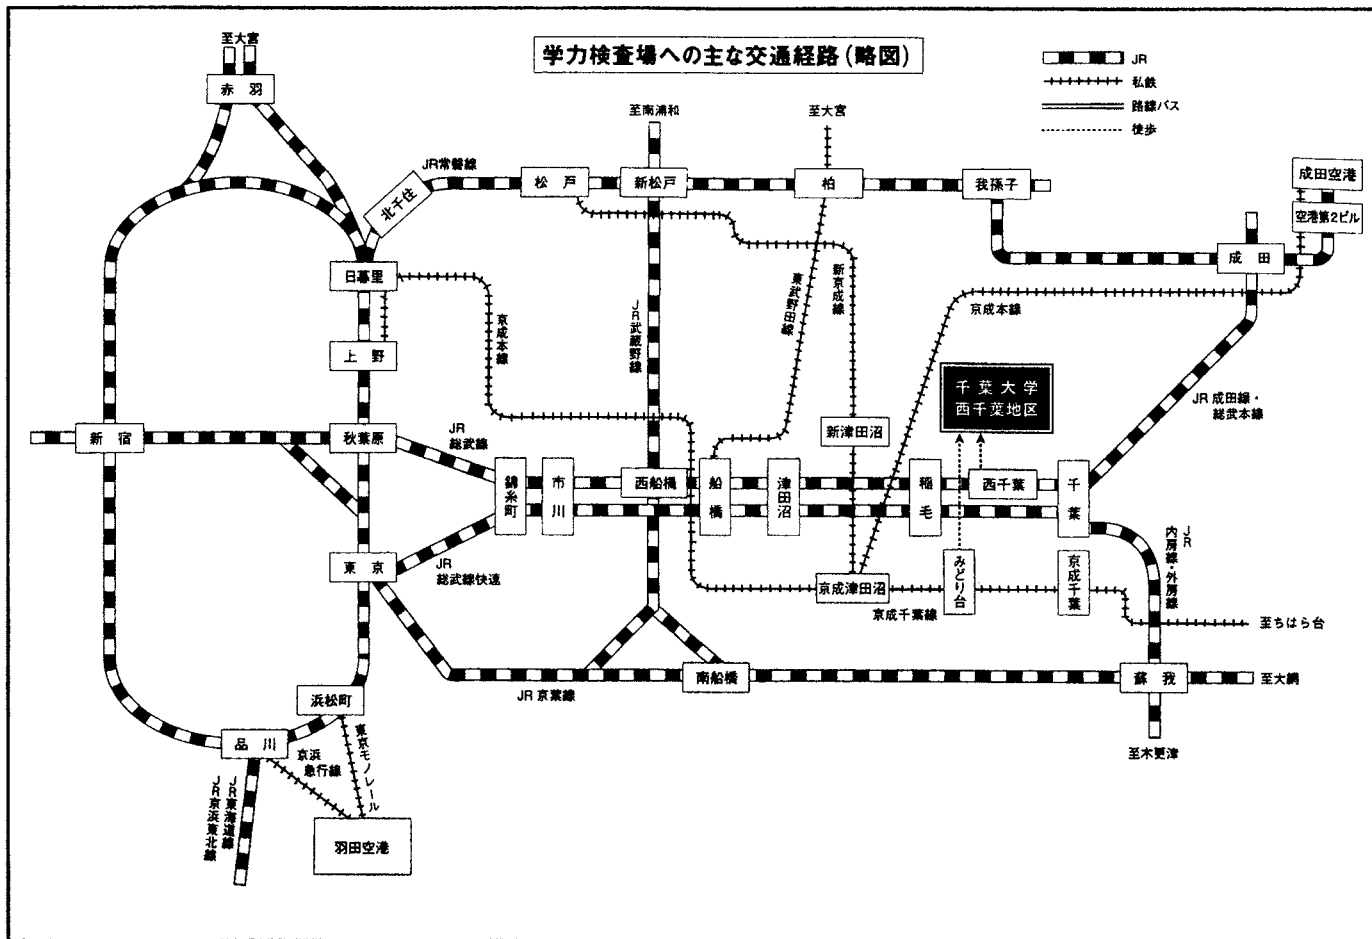 学力検査場への主な交通経路(略図)
JR
私鉄
路線バス
徒歩
至大宮
赤羽
至南浦和
至大宮
JR常磐線
北千住
松戸
新松戸
柏
我孫子
成田空港
空港第2ビル
成田
日暮里
京成本線
JR武蔵野線
東武野田線
新京成線
京成本線
上野
千葉大学
西千葉地区
JR成田線・
総武本線
新宿
秋葉原
JR
総武線
新津田沼
錦糸町
市川
西船橋
船橋
津田沼
稲毛
西千葉
千葉
東京
JR
総武線快速
京成津田沼
京成千葉線
みどり台
京成千葉
JR
内房線・外房線
至ちはら台
JR京葉線
南船橋
蘇我
至大網
至木更津
浜松町
品川
京浜
急行線
東京モノレール
JR東海道線
JR京浜東北線
羽田空港